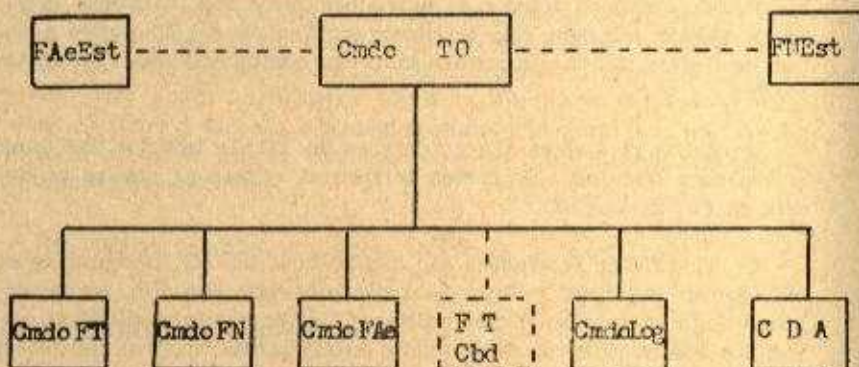 FAeEst
Cmdo TO
FNEst
Cmdo FT
Cmdo FN
Cmdo FAe
F T
Cbd
CmdoLog
C D A